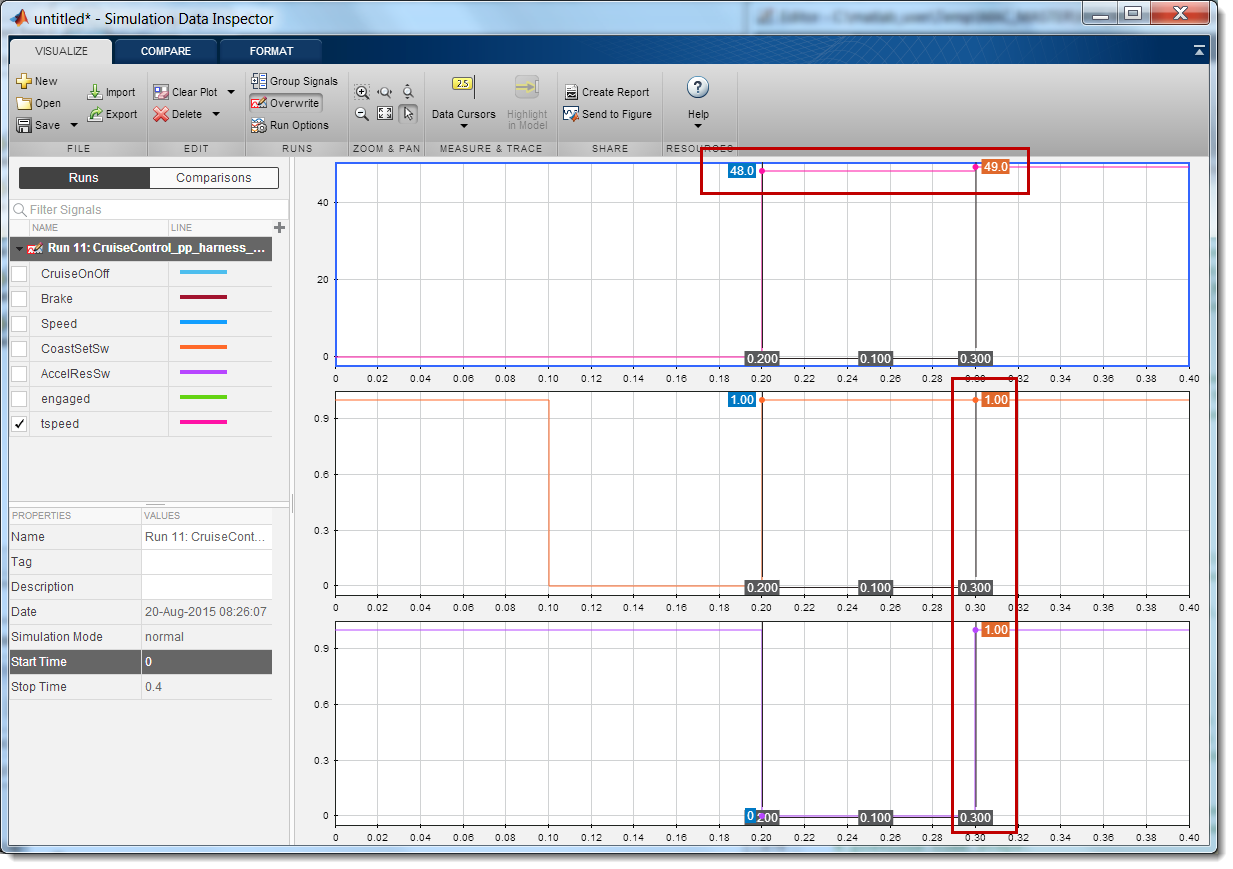 untitled* - Simulation Data Inspector
VISUALIZE COMPARE FORMAT
New
Open
Save
Import
Export
Clear Plot
Delete
Group Signals
Overwrite
Run Options
2.5
Data Cursors
Highlight
in Model
Create Report
Send to Figure
?
Help
FILE EDIT RUNS ZOOM & PAN MEASURE & TRACE SHARE RESOURCES
Runs Comparisons
Filter Signals
NAME LINE
Run 11: CruiseControl_pp_harness_...
CruiseOnOff
Brake
Speed
CoastSetSw
AccelResSw
engaged
tspeed
PROPERTIES VALUES
Name Run 11: CruiseCont...
Tag
Description
Date 20-Aug-2015 08:26:07
Simulation Mode normal
Start Time 0
Stop Time 0.4
48.0 49.0
40
20
0
0.200 0.100 0.300
0 0.02 0.04 0.06 0.08 0.10 0.12 0.14 0.16 0.18 0.20 0.22 0.24 0.26 0.28 0.30 0.32 0.34 0.36 0.38 0.40
1.00 1.00
0.9
0.6
0.3
0
0.200 0.100 0.300
0 0.02 0.04 0.06 0.08 0.10 0.12 0.14 0.16 0.18 0.20 0.22 0.24 0.26 0.28 0.30 0.32 0.34 0.36 0.38 0.40
1.00
0.9
0.6
0.3
0
0 200 0.100 0.300
0 0.02 0.04 0.06 0.08 0.10 0.12 0.14 0.16 0.18 0.20 0.22 0.24 0.26 0.28 0.30 0.32 0.34 0.36 0.38 0.40